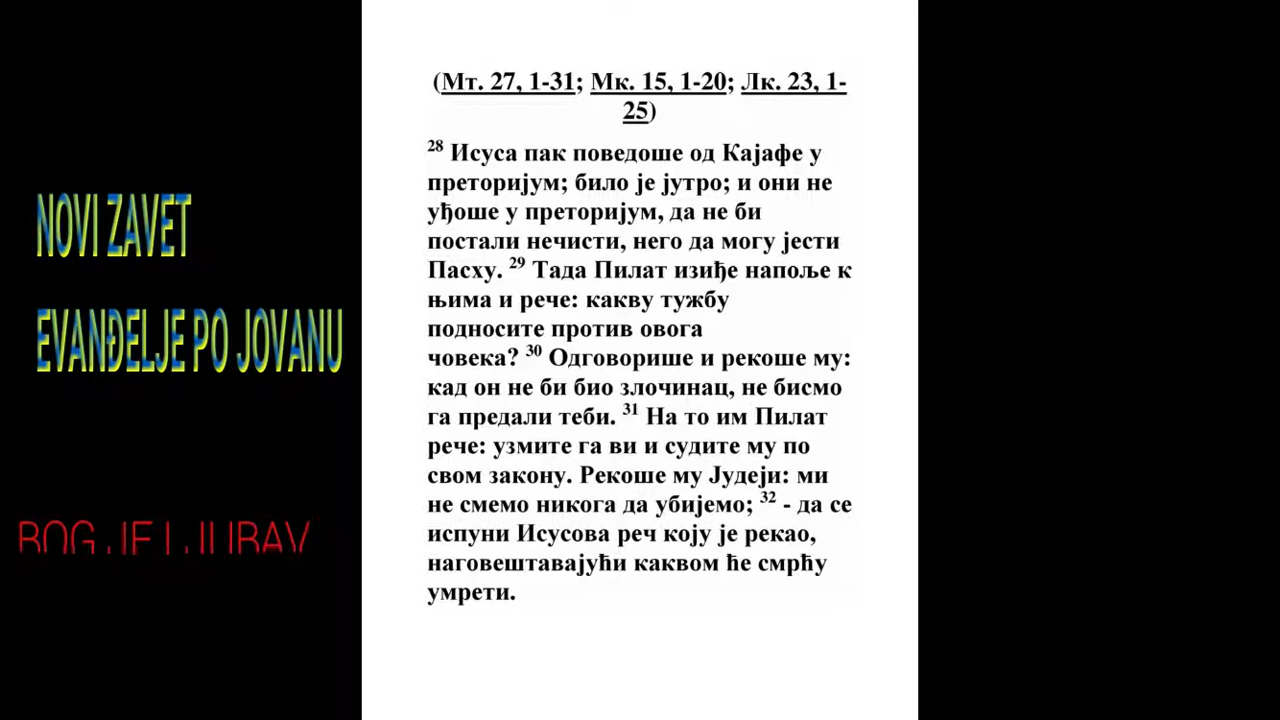 NOVI ZAVET
EVANĐELJE PO JOVANU
BOG JE LJUBAV
(Мт. 27, 1-31; Мк. 15, 1-20; Лк. 23, 1-
25)
28 Исуса пак поведоше од Кајафе у
преторијум; било је јутро; и они не
уђоше у преторијум, да не би
постали нечисти, него да могу јести
Пасху. 29 Тада Пилат изиђе напоље к
њима и рече: какву тужбу
подносите против овога
човека? 30 Одговорише и рекоше му:
кад он не би био злочинац, не бисмо
га предали теби. 31 На то им Пилат
рече: узмите га ви и судите му по
свом закону. Рекоше му Јудеји: ми
не смемо никога да убијемо; 32 - да се
испуни Исусова реч коју је рекао,
наговештавајући каквом ће смрћу
умрети.